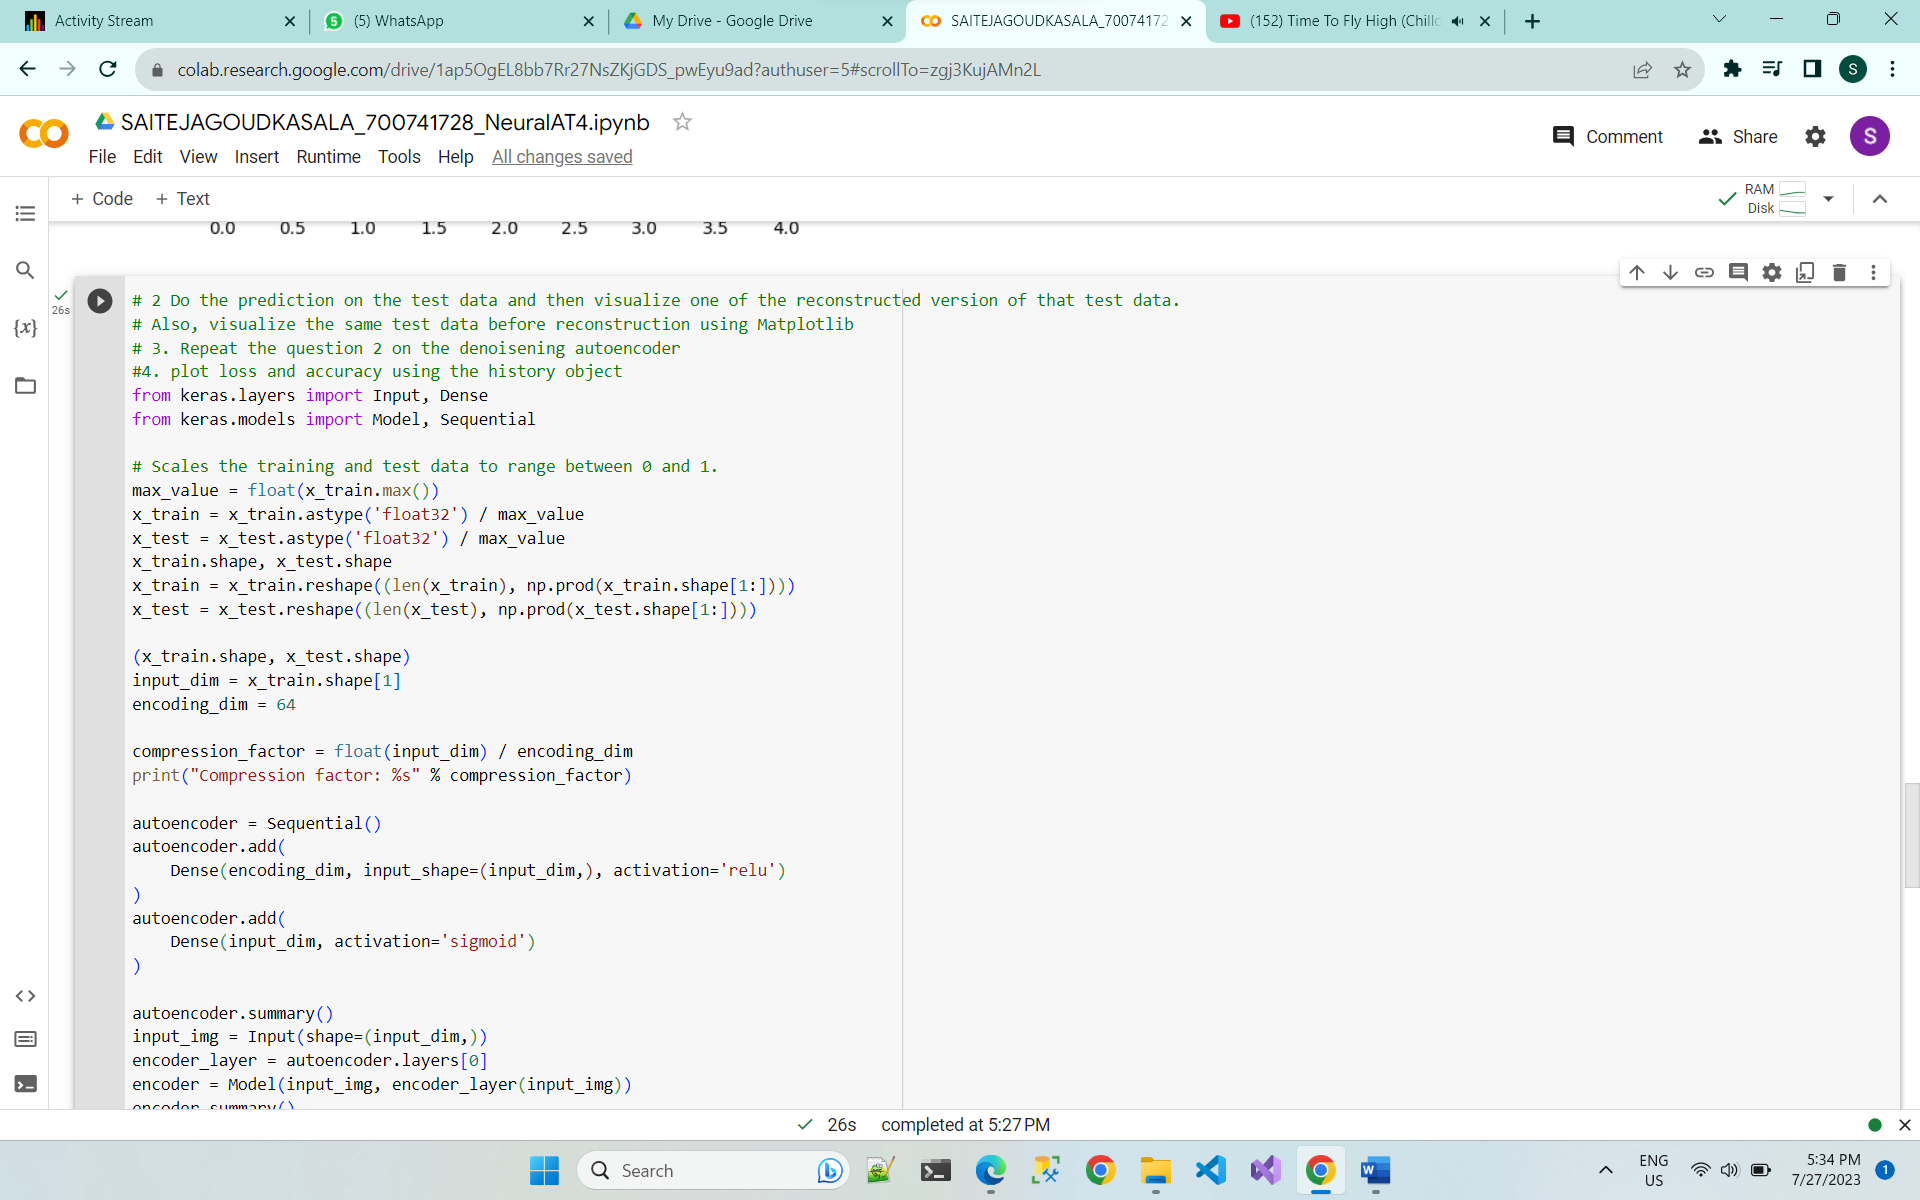 Activity Stream
(5) WhatsApp
My Drive - Google Drive
SAITEJAGOUDKASALA_70074172
(152) Time To Fly High (Chillo
colab.research.google.com/drive/1ap5OgEL8bb7Rr27NsZKjGDS_pwEyu9ad?authuser=5#scrollTo=zgj3KujAMn2L
S
SAITEJAGOUDKASALA_700741728_NeuralAT4.ipynb
Comment
Share
S
File Edit View Insert Runtime Tools Help All changes saved
+ Code + Text
RAM
Disk
0.0 0.5 1.0 1.5 2.0 2.5 3.0 3.5 4.0
26s
{x}
# 2 Do the prediction on the test data and then visualize one of the reconstructed version of that test data.
# Also, visualize the same test data before reconstruction using Matplotlib
# 3. Repeat the question 2 on the denoisening autoencoder
#4. plot loss and accuracy using the history object
from keras.layers import Input, Dense
from keras.models import Model, Sequential
# Scales the training and test data to range between 0 and 1.
max_value = float(x_train.max())
x_train = x_train.astype('float32') / max_value
x_test = x_test.astype('float32') / max_value
x_train.shape, x_test.shape
x_train = x_train.reshape((len(x_train), np.prod(x_train.shape[1:])))
x_test = x_test.reshape((len(x_test), np.prod(x_test.shape[1:])))
(x_train.shape, x_test.shape)
input_dim = x_train.shape[1]
encoding_dim = 64
compression_factor = float(input_dim) / encoding_dim
print("Compression factor: %s" % compression_factor)
autoencoder = Sequential()
autoencoder.add(
Dense(encoding_dim, input_shape=(input_dim,), activation='relu')
)
autoencoder.add(
Dense(input_dim, activation='sigmoid')
)
autoencoder.summary()
input_img = Input(shape=(input_dim,))
encoder_layer = autoencoder.layers[0]
encoder = Model(input_img, encoder_layer(input_img))
encoder.summary()
26s completed at 5:27 PM
Search
ENG
US
5:34 PM
7/27/2023
1